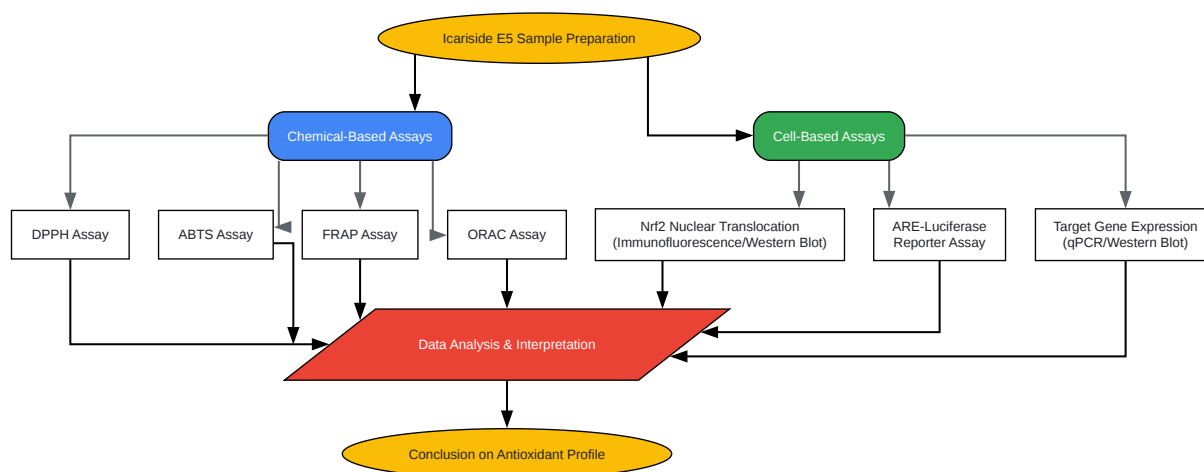 Icariside E5 Sample Preparation
Chemical-Based Assays
Cell-Based Assays
DPPH Assay
ABTS Assay
FRAP Assay
ORAC Assay
Nrf2 Nuclear Translocation
(Immunofluorescence/Western Blot)
ARE-Luciferase
Reporter Assay
Target Gene Expression
(qPCR/Western Blot)
Data Analysis & Interpretation
Conclusion on Antioxidant Profile